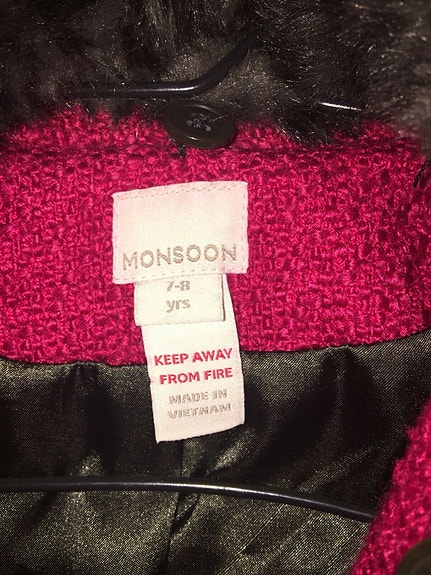 MONSOON
7-8
yrs
KEEP AWAY
FROM FIRE
MADE IN
VIETNAM